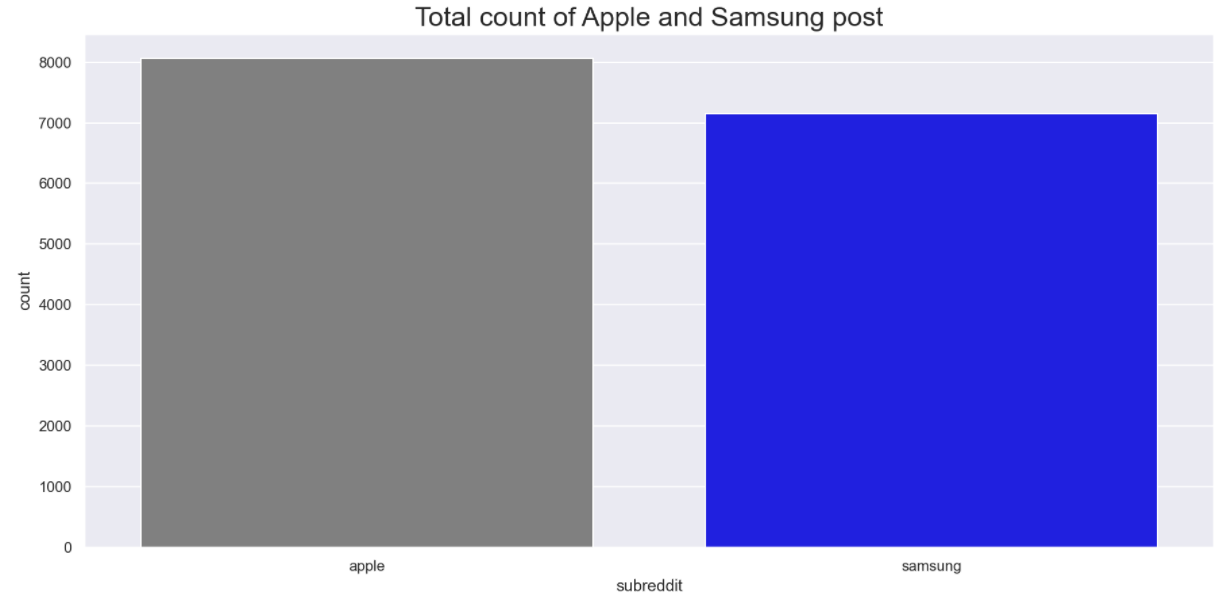 Total count of Apple and Samsung post
8000
7000
6000
5000
4000
3000
2000
1000
0
count
apple
samsung
subreddit